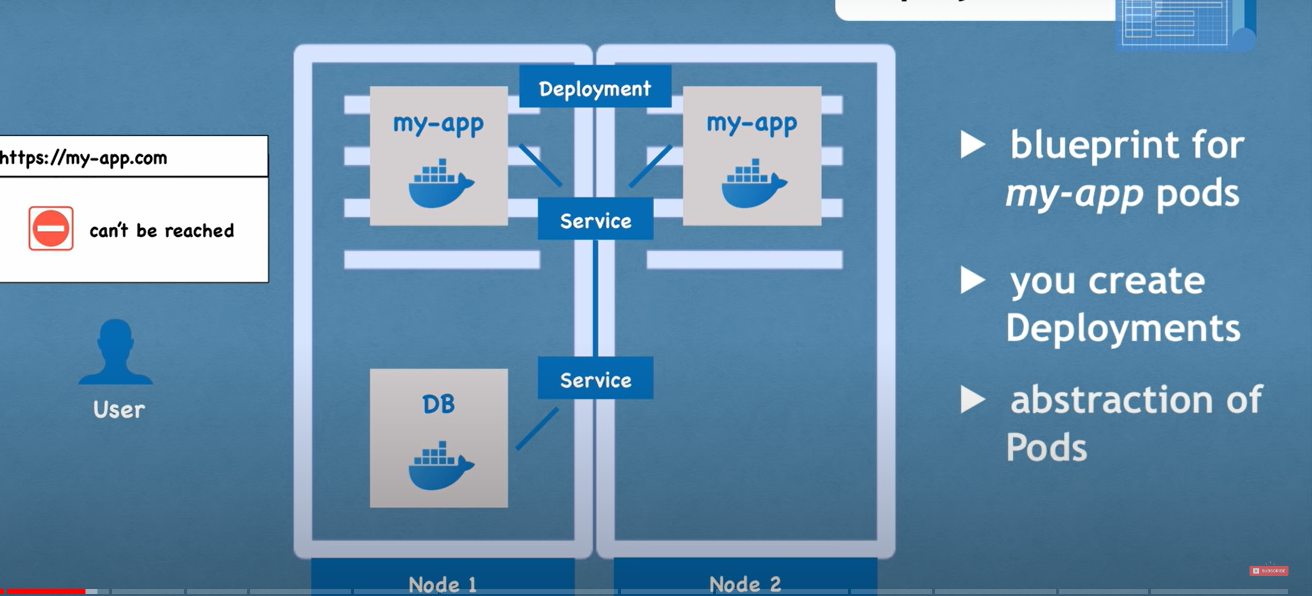 https://my-app.com
can't be reached
User
Deployment
my-app
my-app
Service
Service
DB
Node 1
Node 2
blueprint for
my-app pods
you create
Deployments
abstraction of
Pods
SUBSCRIBE